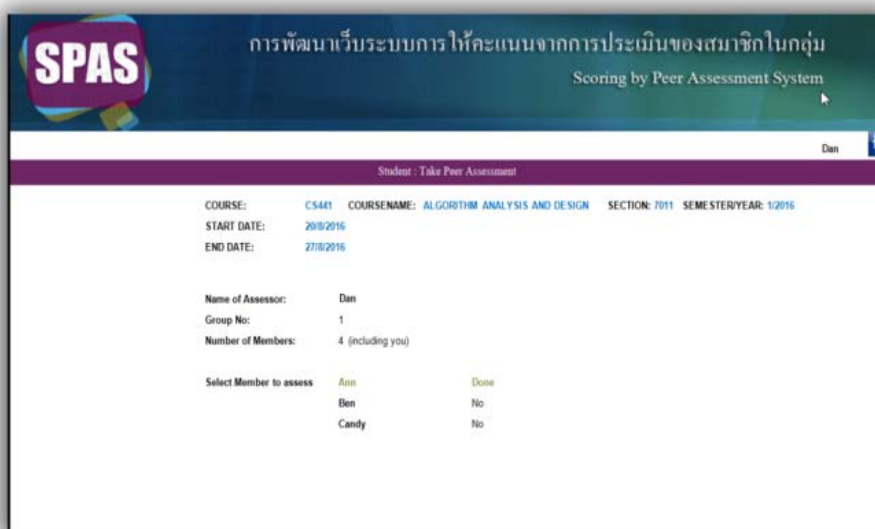 SPAS
การพัฒนาเว็บระบบการให้คะแนนจากการประเมินของสมาชิกในกลุ่ม
Scoring by Peer Assessment System
Dan
Student : Take Peer Assessment
COURSE: CS441 COURSENAME: ALGORITHM ANALYSIS AND DESIGN SECTION: 7011 SEMESTER/YEAR: 1/2016
START DATE: 20/8/2016
END DATE: 27/8/2016
Name of Assessor: Dan
Group No: 1
Number of Members: 4 (including you)
Select Member to assess Ann Done
Ben No
Candy No